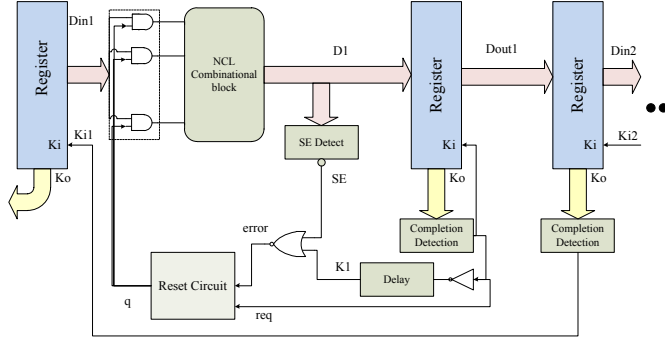 Din1
NCL
Combinational
block
D1
Dout1
Din2
Register
Register
Register
Ki
Ki1
Ki
Ki
Ki2
Ko
SE Detect
Ko
Ko
SE
Completion
Detection
Completion
Detection
error
K1
Delay
Reset Circuit
q
req